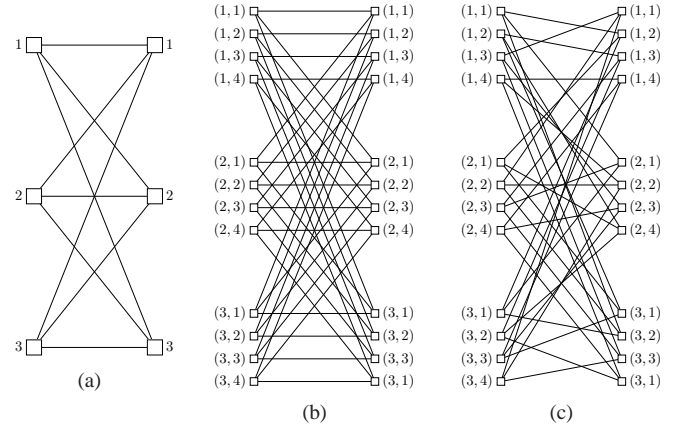 1 1
2 2
3 3
(a)
(1, 1) (1, 1)
(1, 2) (1, 2)
(1, 3) (1, 3)
(1, 4) (1, 4)
(2, 1) (2, 1)
(2, 2) (2, 2)
(2, 3) (2, 3)
(2, 4) (2, 4)
(3, 1) (3, 1)
(3, 2) (3, 2)
(3, 3) (3, 3)
(3, 4) (3, 1)
(b)
(1, 1) (1, 1)
(1, 2) (1, 2)
(1, 3) (1, 3)
(1, 4) (1, 4)
(2, 1) (2, 1)
(2, 2) (2, 2)
(2, 3) (2, 3)
(2, 4) (2, 4)
(3, 1) (3, 1)
(3, 2) (3, 2)
(3, 3) (3, 3)
(3, 4) (3, 1)
(c)